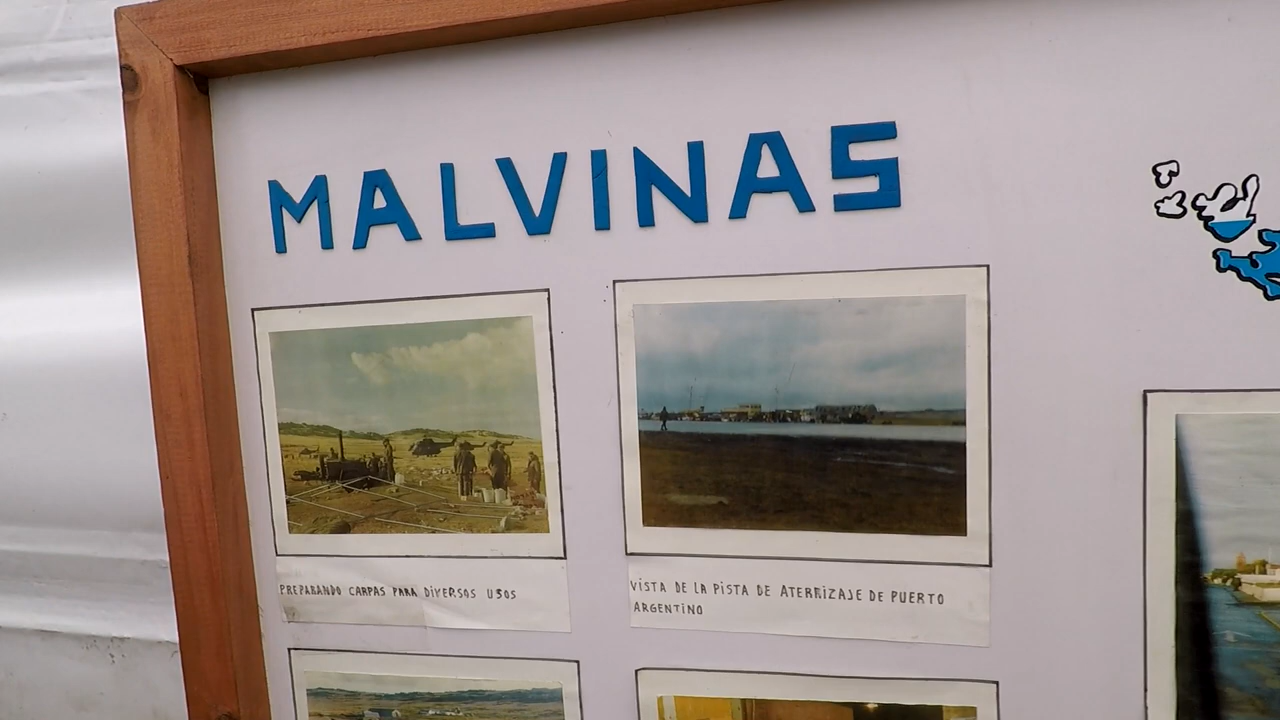 MALVINAS
PREPARANDO CARPAS PARA DIVERSOS USOS
VISTA DE LA PISTA DE ATERRIZAJE DE PUERTO
ARGENTINO